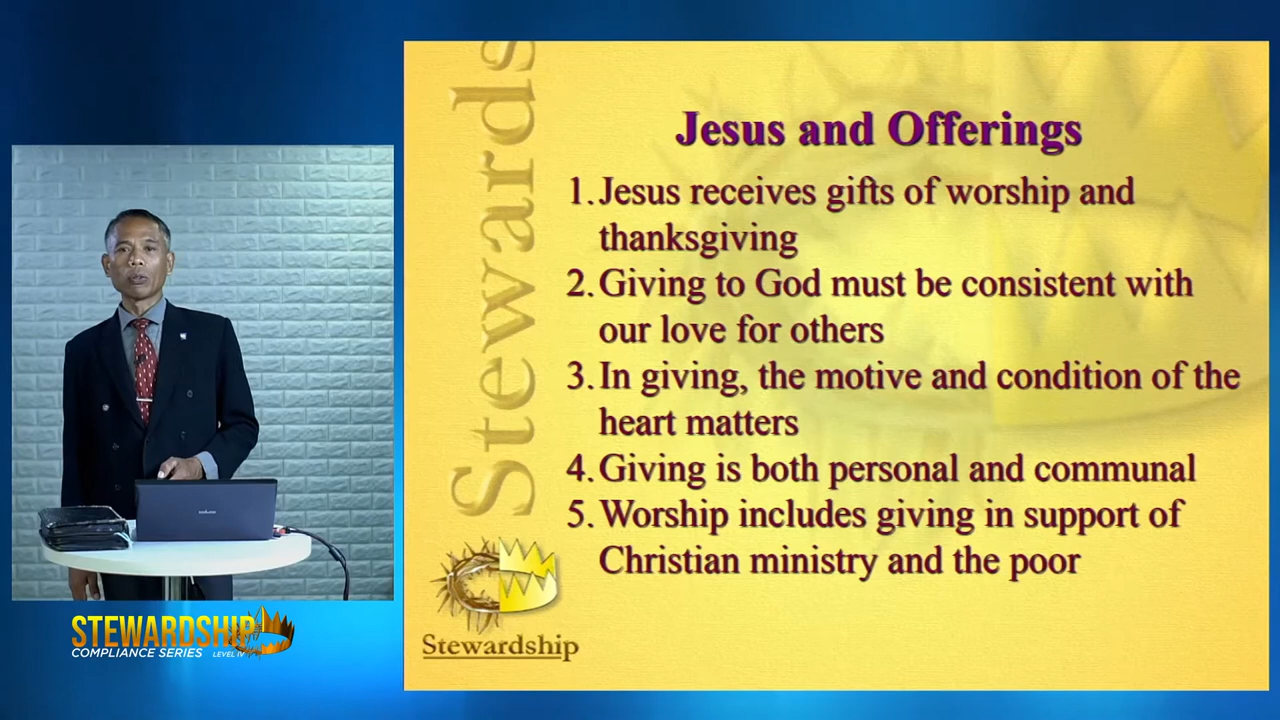 Stewards
Jesus and Offerings
1. Jesus receives gifts of worship and
thanksgiving
2. Giving to God must be consistent with
our love for others
3. In giving, the motive and condition of the
heart matters
4. Giving is both personal and communal
5. Worship includes giving in support of
Christian ministry and the poor
Stewardship
STEWARDSHIP
COMPLIANCE SERIES LEVEL IV